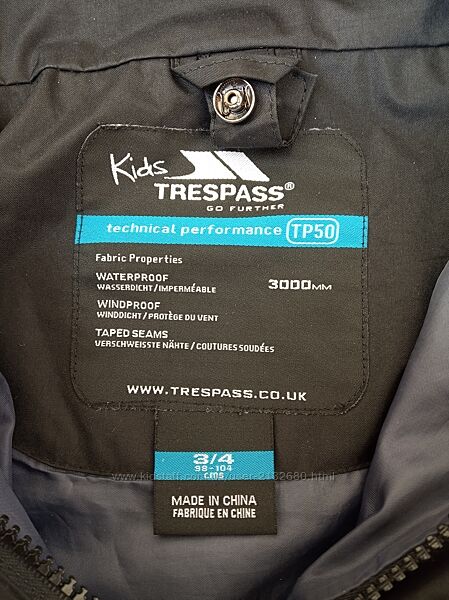 Kids
TRESPASS®
GO FURTHER
technical performance TP50
Fabric Properties
WATERPROOF 3000MM
WASSERDICHT/IMPERMÉABLE
WINDPROOF
WINDDICHT/PROTÈGE DU VENT
TAPED SEAMS
VERSCHWEISSTE NÄHTE/COUTURES SOUDÉES
WWW.TRESPASS.CO.UK
3/4
98-104
CMS
MADE IN CHINA
FABRIQUE EN CHINE